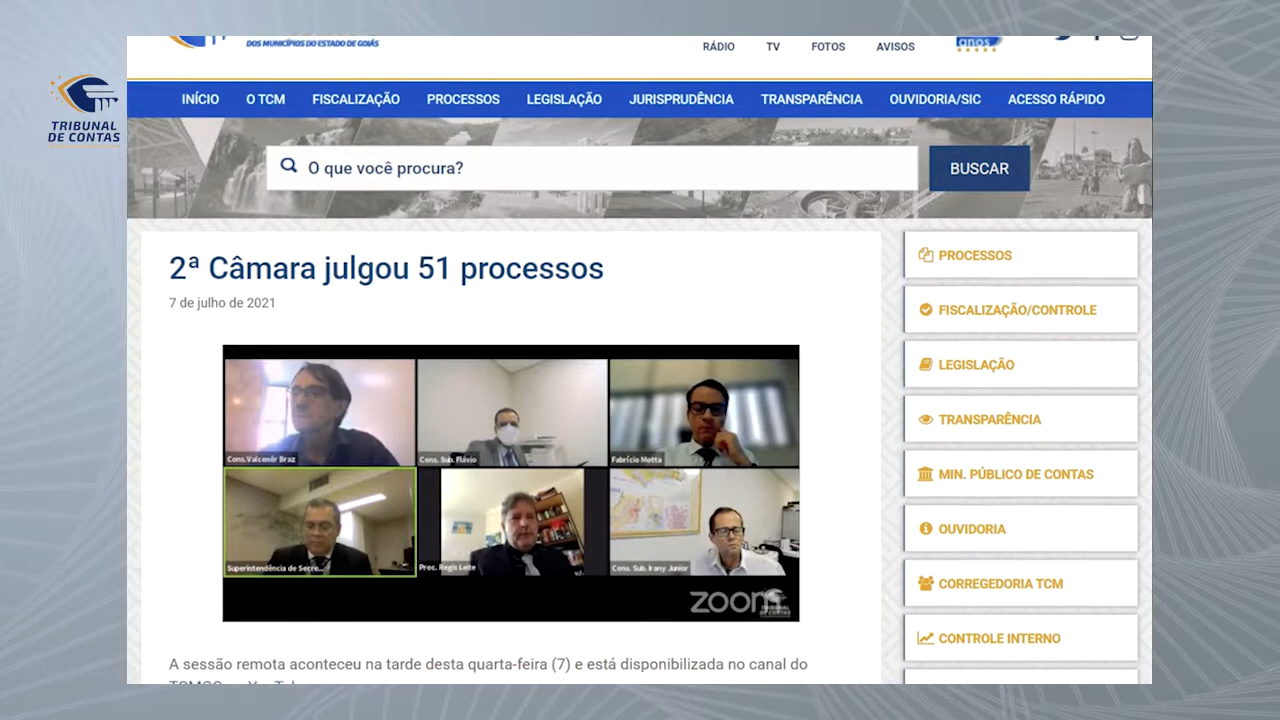 TRIBUNAL
DE CONTAS
DOS MUNICÍPIOS DO ESTADO DE GOIÁS
RÁDIO TV FOTOS AVISOS
anos
INÍCIO O TCM FISCALIZAÇÃO PROCESSOS LEGISLAÇÃO JURISPRUDÊNCIA TRANSPARÊNCIA OUVIDORIA/SIC ACESSO RÁPIDO
O que você procura?
BUSCAR
2ª Câmara julgou 51 processos
7 de julho de 2021
Cons.Valcenôr Braz
Cons. Sub. Flávio
Fabrício Motta
Superintendência de Secre...
Proc. Regis Leite
Cons. Sub. Irany Junior
zoom
A sessão remota aconteceu na tarde desta quarta-feira (7) e está disponibilizada no canal do
PROCESSOS
FISCALIZAÇÃO/CONTROLE
LEGISLAÇÃO
TRANSPARÊNCIA
MIN. PÚBLICO DE CONTAS
OUVIDORIA
CORREGEDORIA TCM
CONTROLE INTERNO